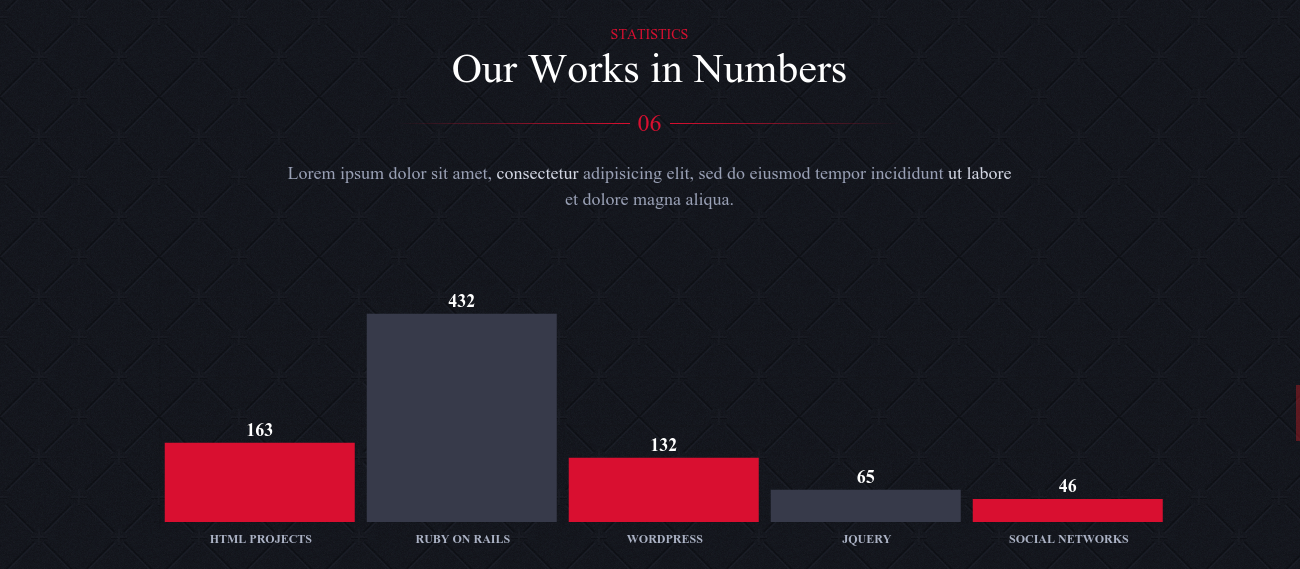 STATISTICS
Our Works in Numbers
06
Lorem ipsum dolor sit amet, consectetur adipisicing elit, sed do eiusmod tempor incididunt ut labore
et dolore magna aliqua.
432
163
132
65
46
HTML PROJECTS
RUBY ON RAILS
WORDPRESS
JQUERY
SOCIAL NETWORKS